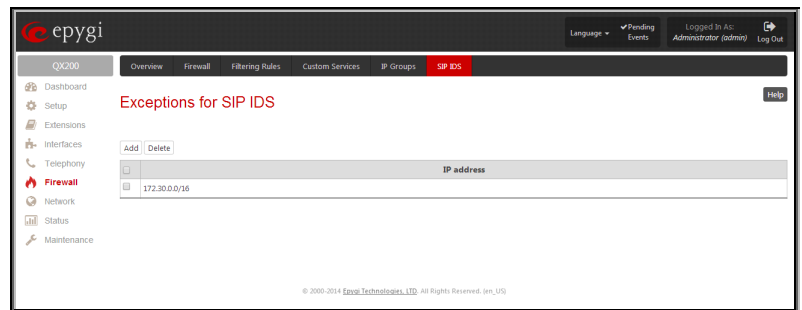 epygi
Language
Pending Events
Logged In As:
Administrator (admin)
Log Out
QX200
Overview Firewall Filtering Rules Custom Services IP Groups SIP IDS
Dashboard
Setup
Extensions
Interfaces
Telephony
Firewall
Network
Status
Maintenance
Exceptions for SIP IDS
Help
Add Delete
IP address
172.30.0.0/16
© 2000-2014 Epygi Technologies, LTD. All Rights Reserved. (en_US)